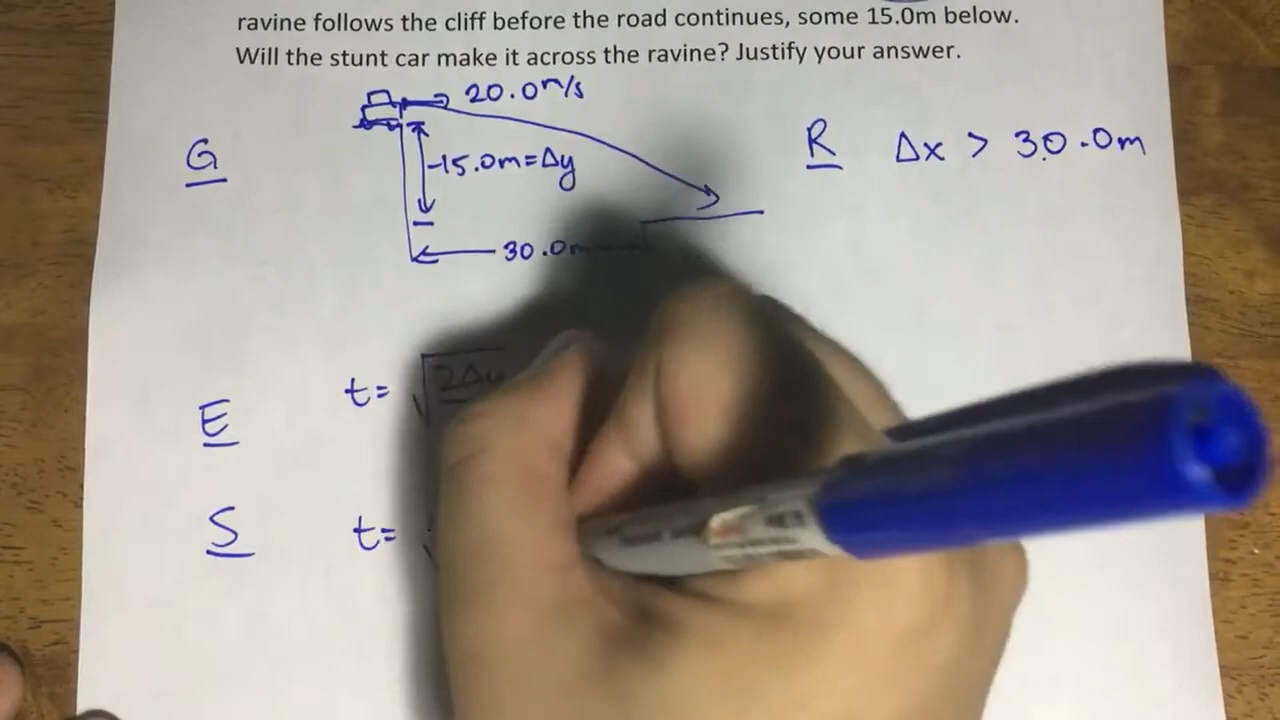 ravine follows the cliff before the road continues, some 15.0m below.
Will the stunt car make it across the ravine? Justify your answer.
20.0m/s
G
-15.0m=Δy
R Δx > 30.0m
30.0m
E t= √2Δy
S t=